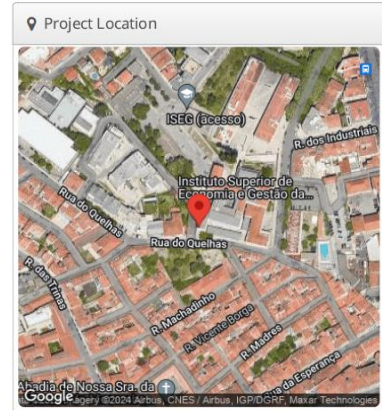 Project Location
ISEG (acesso)
R. dos Industriais
Instituto Superior de
Economia e Gestão da...
Rua do Quelhas
Rua do Quelhas
R. das Trinas
R. Machadinho
R. Vicente Borga
R. Madres
Rua da Esperança
Abadia de Nossa Sra. da
Google
Imagery ©2024 Airbus, CNES / Airbus, IGP/DGRF, Maxar Technologies